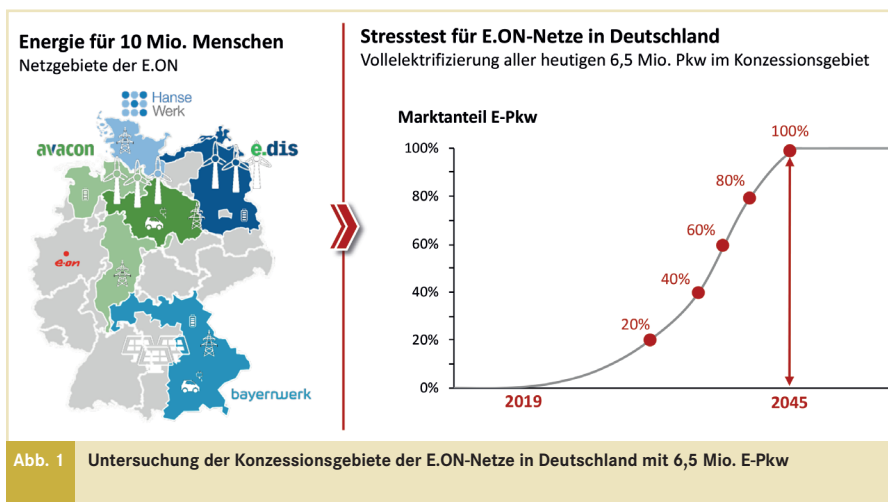 Energie für 10 Mio. Menschen
Netzgebiete der E.ON
Hanse
Werk
avacon
e.dis
e·on
bayernwerk
Stresstest für E.ON-Netze in Deutschland
Vollelektrifizierung aller heutigen 6,5 Mio. Pkw im Konzessionsgebiet
Marktanteil E-Pkw
100%
80%
60%
40%
20%
0%
20%
40%
60%
80%
100%
2019
2045
Abb. 1 Untersuchung der Konzessionsgebiete der E.ON-Netze in Deutschland mit 6,5 Mio. E-Pkw